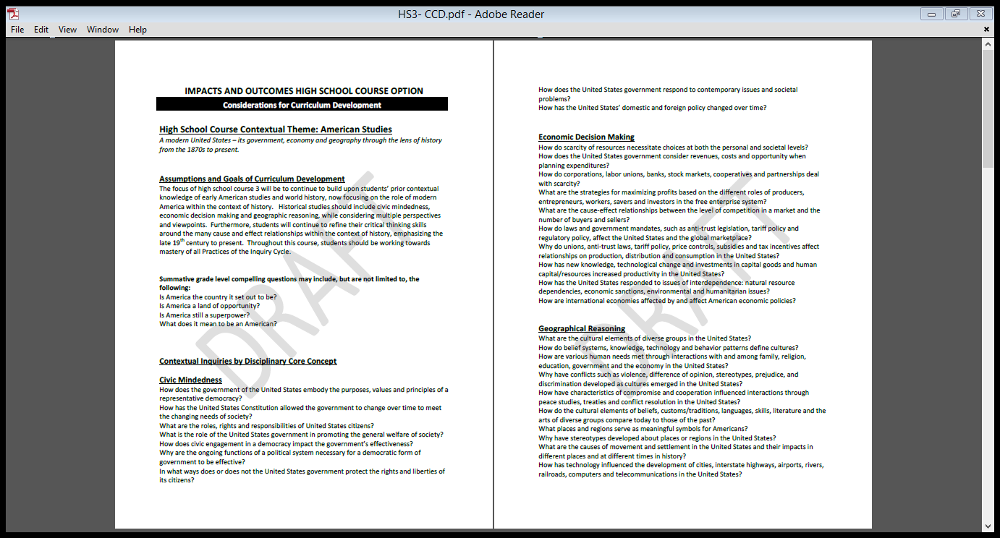 HS3- CCD.pdf - Adobe Reader
File Edit View Window Help
IMPACTS AND OUTCOMES HIGH SCHOOL COURSE OPTION
Considerations for Curriculum Development
High School Course Contextual Theme: American Studies
A modern United States – its government, economy and geography through the lens of history
from the 1870s to present.
Assumptions and Goals of Curriculum Development
The focus of high school course 3 will be to continue to build upon students' prior contextual
knowledge of early American studies and world history, now focusing on the role of modern
America within the context of history. Historical studies should include civic mindedness,
economic decision making and geographic reasoning, while considering multiple perspectives
and viewpoints. Furthermore, students will continue to refine their critical thinking skills
around the many cause and effect relationships within the context of history, emphasizing the
late 19th century to present. Throughout this course, students should be working towards
mastery of all Practices of the Inquiry Cycle.
Summative grade level compelling questions may include, but are not limited to, the
following:
Is America the country it set out to be?
Is America a land of opportunity?
Is America still a superpower?
What does it mean to be an American?
Contextual Inquiries by Disciplinary Core Concept
Civic Mindedness
How does the government of the United States embody the purposes, values and principles of a
representative democracy?
How has the United States Constitution allowed the government to change over time to meet
the changing needs of society?
What are the roles, rights and responsibilities of United States citizens?
What is the role of the United States government in promoting the general welfare of society?
How does civic engagement in a democracy impact the government's effectiveness?
Why are the ongoing functions of a political system necessary for a democratic form of
government to be effective?
In what ways does or does not the United States government protect the rights and liberties of
its citizens?
DRAFT
How does the United States government respond to contemporary issues and societal
problems?
How has the United States' domestic and foreign policy changed over time?
Economic Decision Making
How do scarcity of resources necessitate choices at both the personal and societal levels?
How does the United States government consider revenues, costs and opportunity when
planning expenditures?
How do corporations, labor unions, banks, stock markets, cooperatives and partnerships deal
with scarcity?
What are the strategies for maximizing profits based on the different roles of producers,
entrepreneurs, workers, savers and investors in the free enterprise system?
What are the cause-effect relationships between the level of competition in a market and the
number of buyers and sellers?
How do laws and government mandates, such as anti-trust legislation, tariff policy and
regulatory policy, affect the United States and the global marketplace?
Why do unions, anti-trust laws, tariff policy, price controls, subsidies and tax incentives affect
relationships on production, distribution and consumption in the United States?
How has new knowledge, technological change and investments in capital goods and human
capital/resources increased productivity in the United States?
How has the United States responded to issues of interdependence: natural resource
dependencies, economic sanctions, environmental and humanitarian issues?
How are international economies affected by and affect American economic policies?
Geographical Reasoning
What are the cultural elements of diverse groups in the United States?
How do belief systems, knowledge, technology and behavior patterns define cultures?
How are various human needs met through interactions with and among family, religion,
education, government and the economy in the United States?
Why have conflicts such as violence, difference of opinion, stereotypes, prejudice, and
discrimination developed as cultures emerged in the United States?
How have characteristics of compromise and cooperation influenced interactions through
peace studies, treaties and conflict resolution in the United States?
How do the cultural elements of beliefs, customs/traditions, languages, skills, literature and the
arts of diverse groups compare today to those of the past?
What places and regions serve as meaningful symbols for Americans?
Why have stereotypes developed about places or regions in the United States?
What are the causes of movement and settlement in the United States and their impacts in
different places and at different times in history?
How has technology influenced the development of cities, interstate highways, airports, rivers,
railroads, computers and telecommunications in the United States?
DRAFT